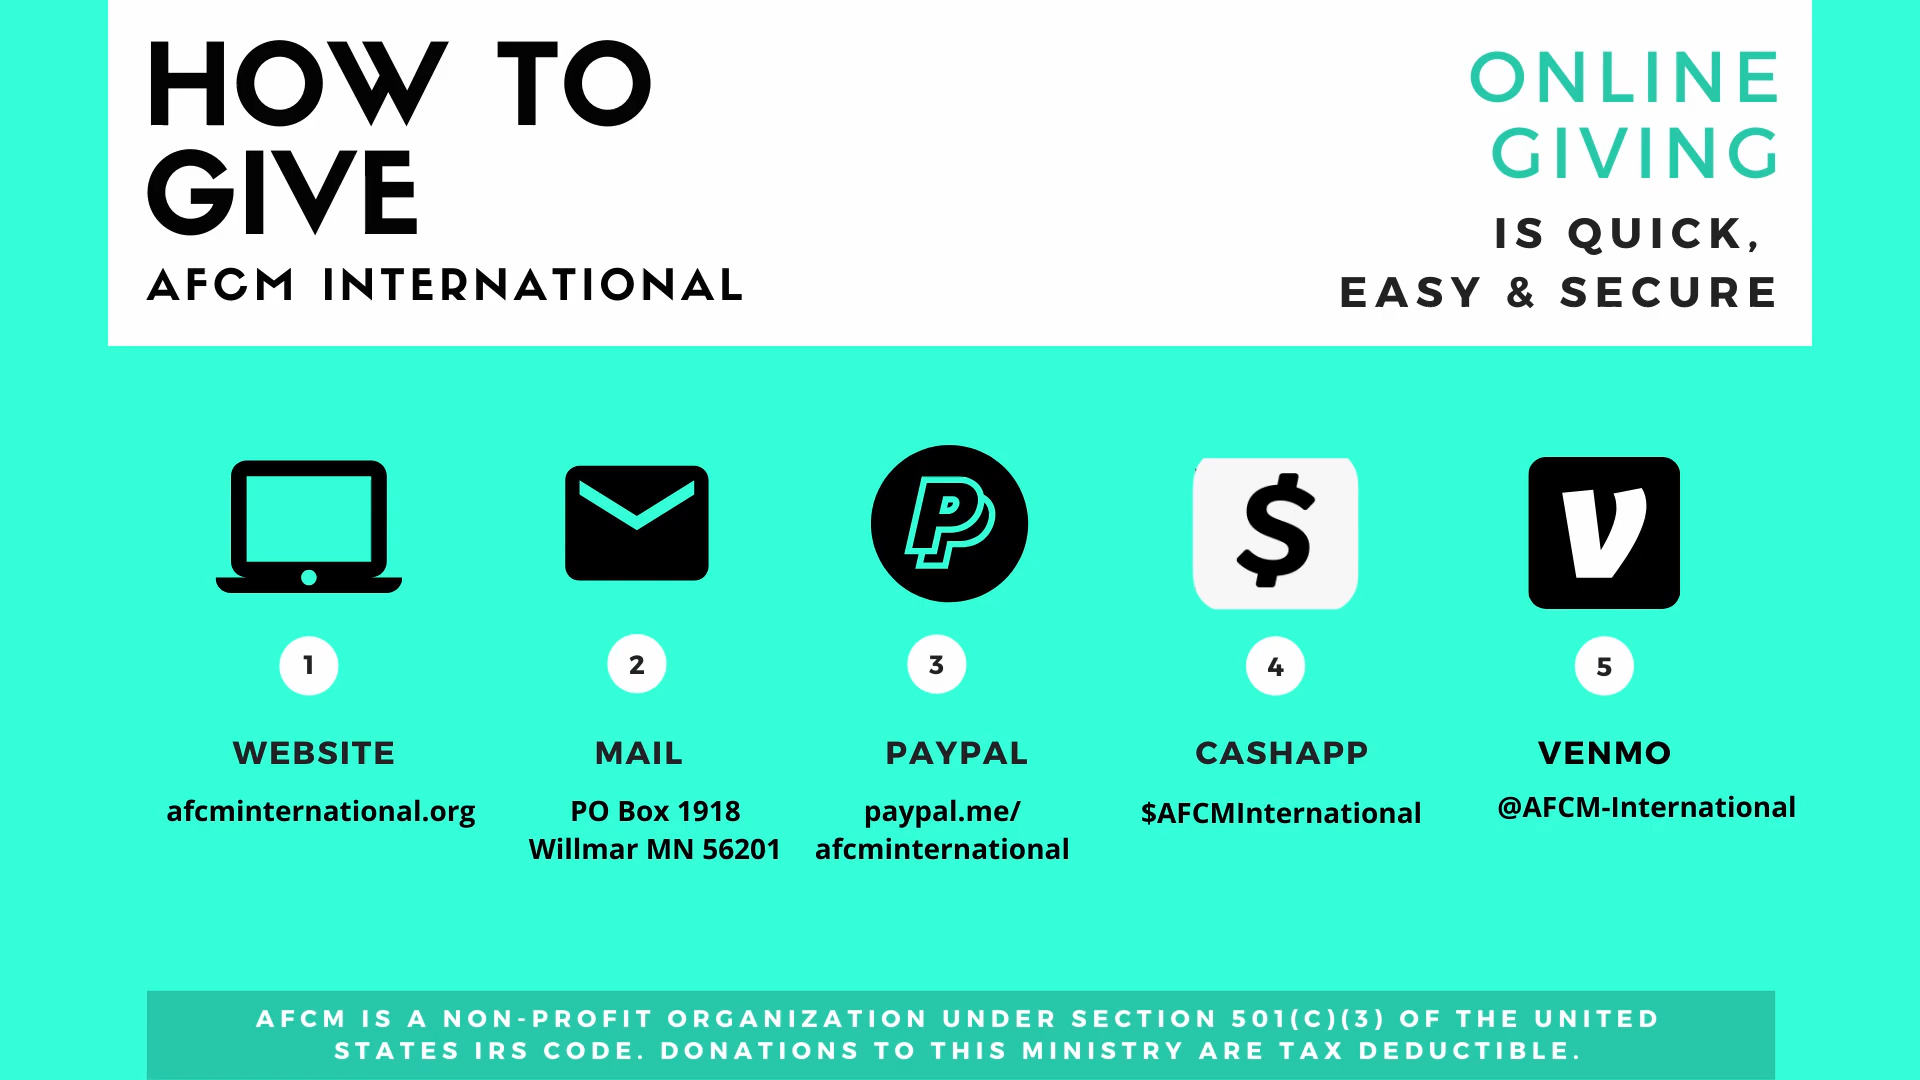 HOW TO
GIVE
AFCM INTERNATIONAL
ONLINE
GIVING
IS QUICK,
EASY & SECURE
1
WEBSITE
afcminternational.org
2
MAIL
PO Box 1918
Willmar MN 56201
3
PAYPAL
paypal.me/
afcminternational
4
CASHAPP
$AFCMInternational
5
VENMO
@AFCM-International
AFCM IS A NON-PROFIT ORGANIZATION UNDER SECTION 501(C)(3) OF THE UNITED
STATES IRS CODE. DONATIONS TO THIS MINISTRY ARE TAX DEDUCTIBLE.